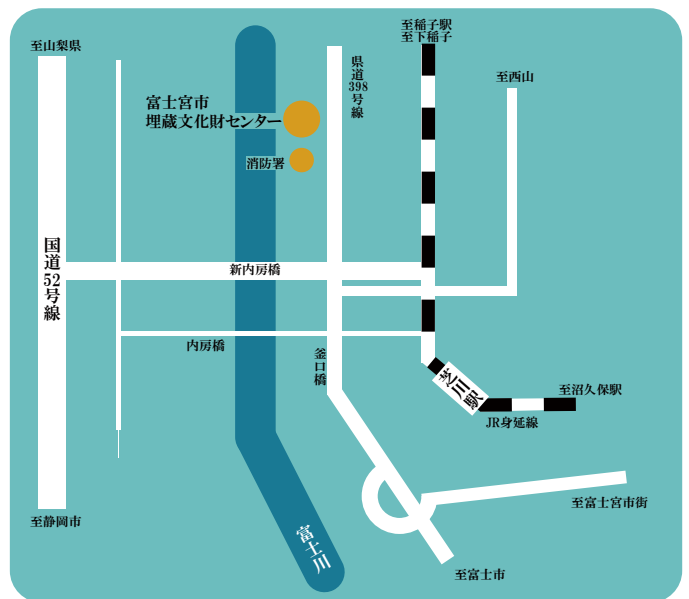 至稲子駅
至下稲子
至山梨県
県道398号線
至西山
富士宮市
埋蔵文化財センター
消防署
国道52号線
新内房橋
内房橋
釜口橋
芝川駅
至沼久保駅
JR身延線
至富士宮市街
至静岡市
富士川
至富士市